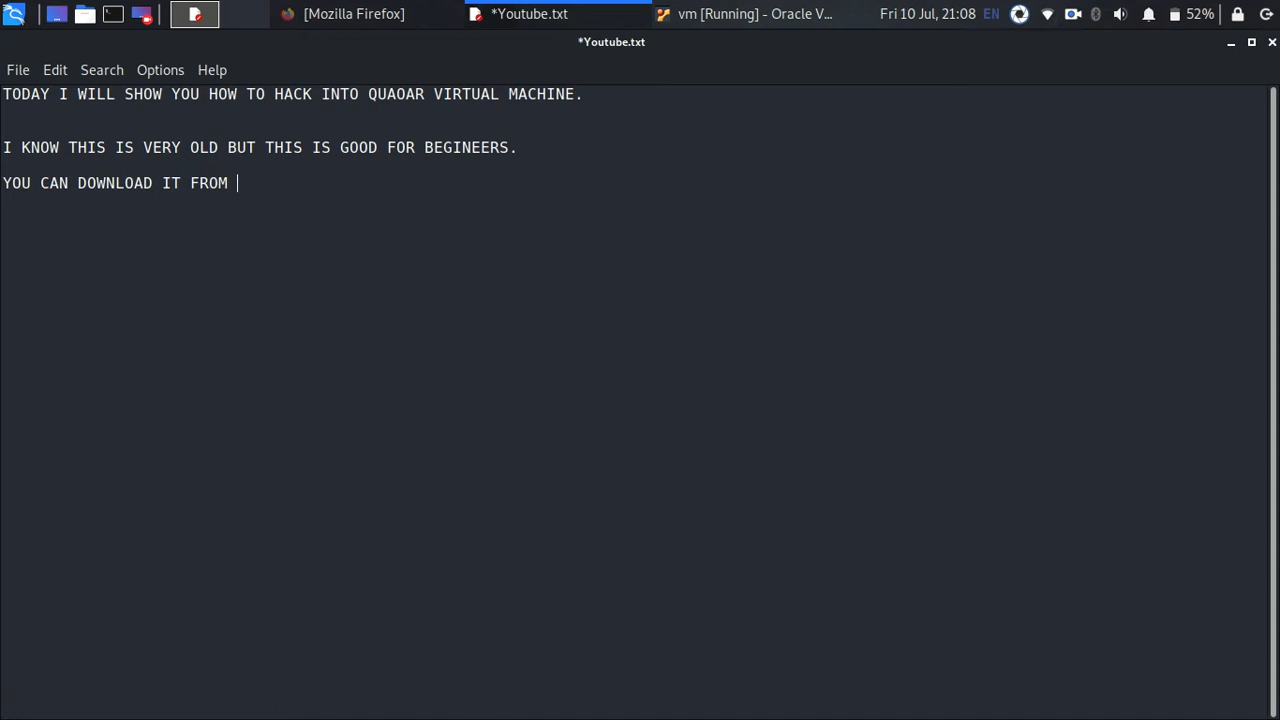 [Mozilla Firefox]
*Youtube.txt
vm [Running] - Oracle V...
Fri 10 Jul, 21:08
EN
52%
*Youtube.txt
File Edit Search Options Help
TODAY I WILL SHOW YOU HOW TO HACK INTO QUAOAR VIRTUAL MACHINE.
I KNOW THIS IS VERY OLD BUT THIS IS GOOD FOR BEGINEERS.
YOU CAN DOWNLOAD IT FROM